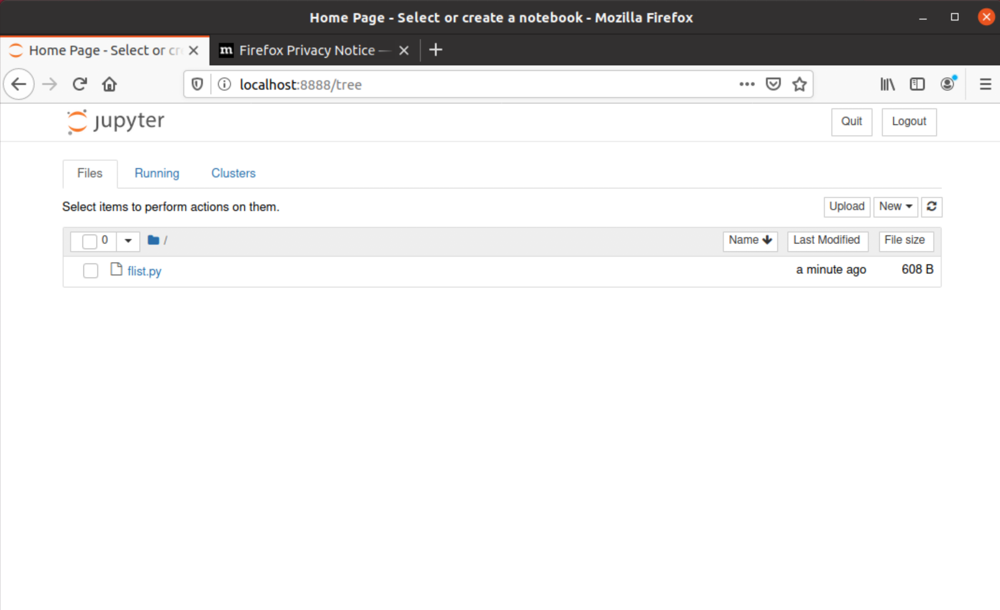 Home Page - Select or create a notebook - Mozilla Firefox
Home Page - Select or cr
m Firefox Privacy Notice —
localhost:8888/tree
jupyter
Quit Logout
Files Running Clusters
Select items to perform actions on them.
Upload New
0 / Name Last Modified File size
flist.py a minute ago 608 B